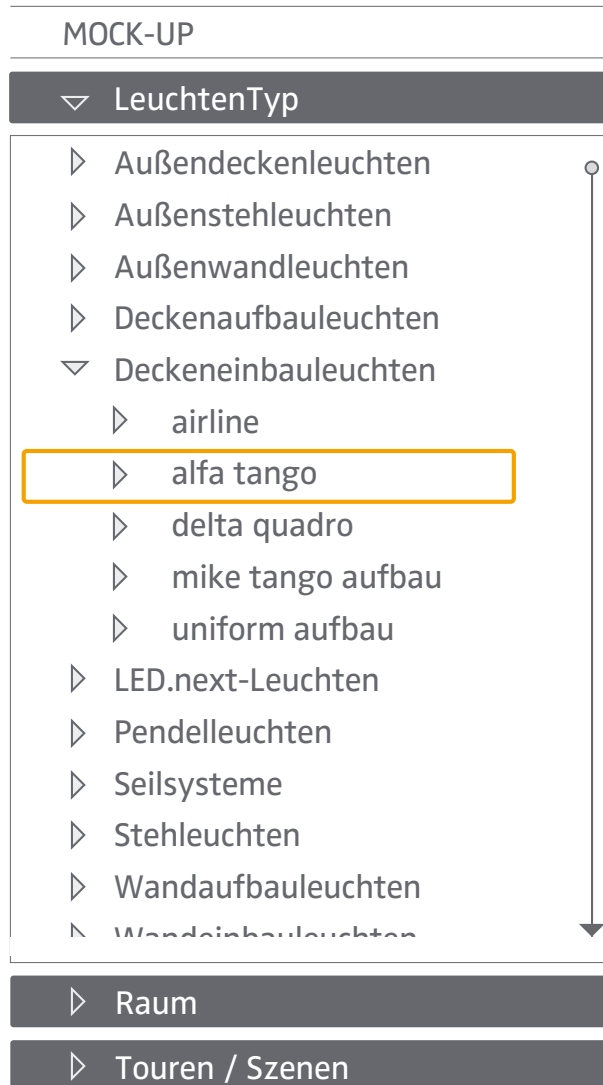 MOCK-UP
LeuchtenTyp
Außendeckenleuchten
Außenstehleuchten
Außenwandleuchten
Deckenaufbauleuchten
Deckeneinbauleuchten
airline
alfa tango
delta quadro
mike tango aufbau
uniform aufbau
LED.next-Leuchten
Pendelleuchten
Seilsysteme
Stehleuchten
Wandaufbauleuchten
Wandeinbauleuchten
Raum
Touren / Szenen